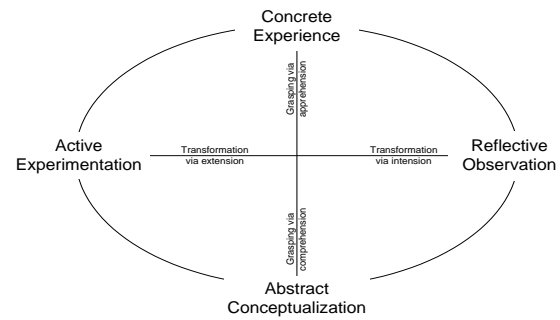 Concrete
Experience
Grasping via
apprehension
Active
Experimentation
Transformation
via extension
Transformation
via intension
Reflective
Observation
Grasping via
comprehension
Abstract
Conceptualization